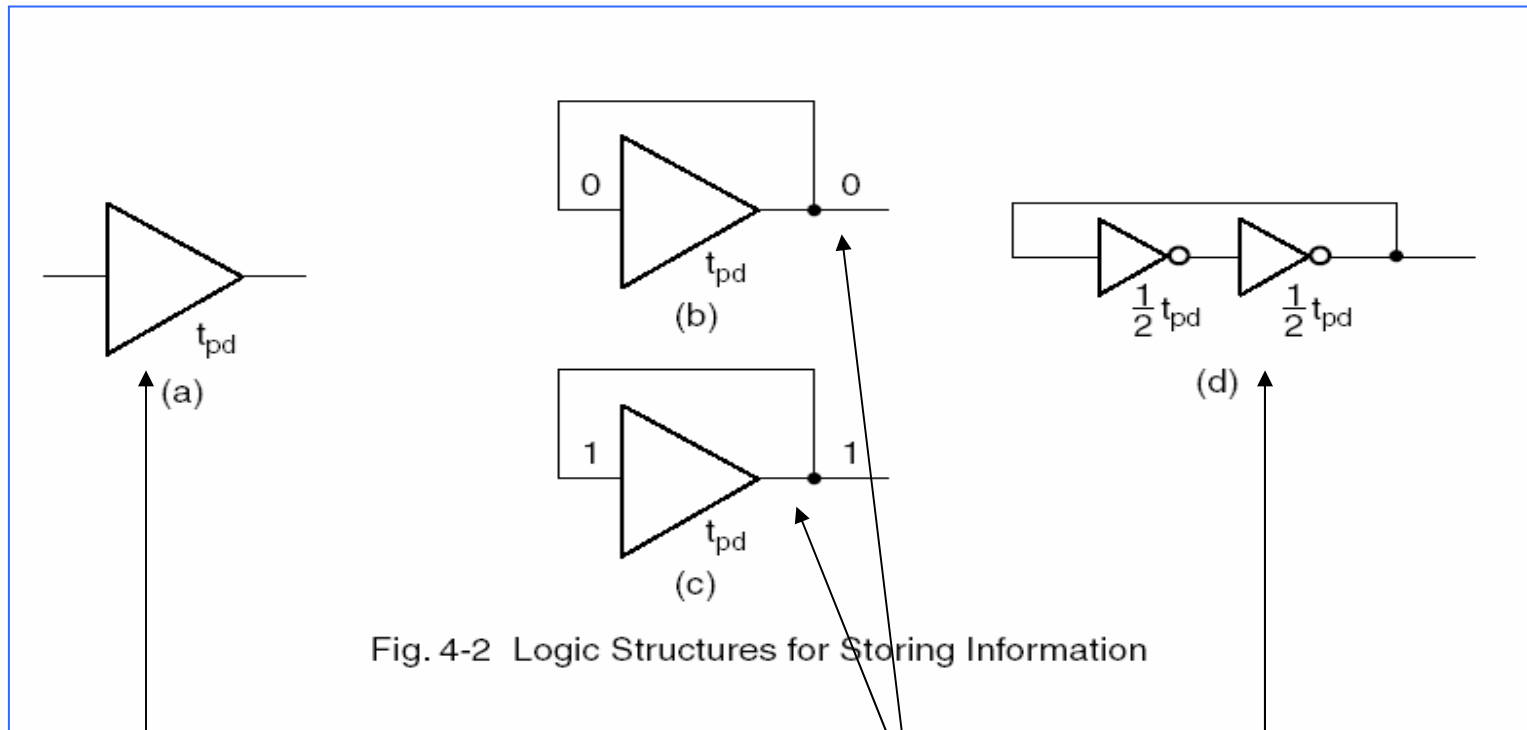 t_pd
(a)
0
0
t_pd
(b)
1
1
t_pd
(c)
1/2 t_pd
1/2 t_pd
(d)
Fig. 4-2 Logic Structures for Storing Information